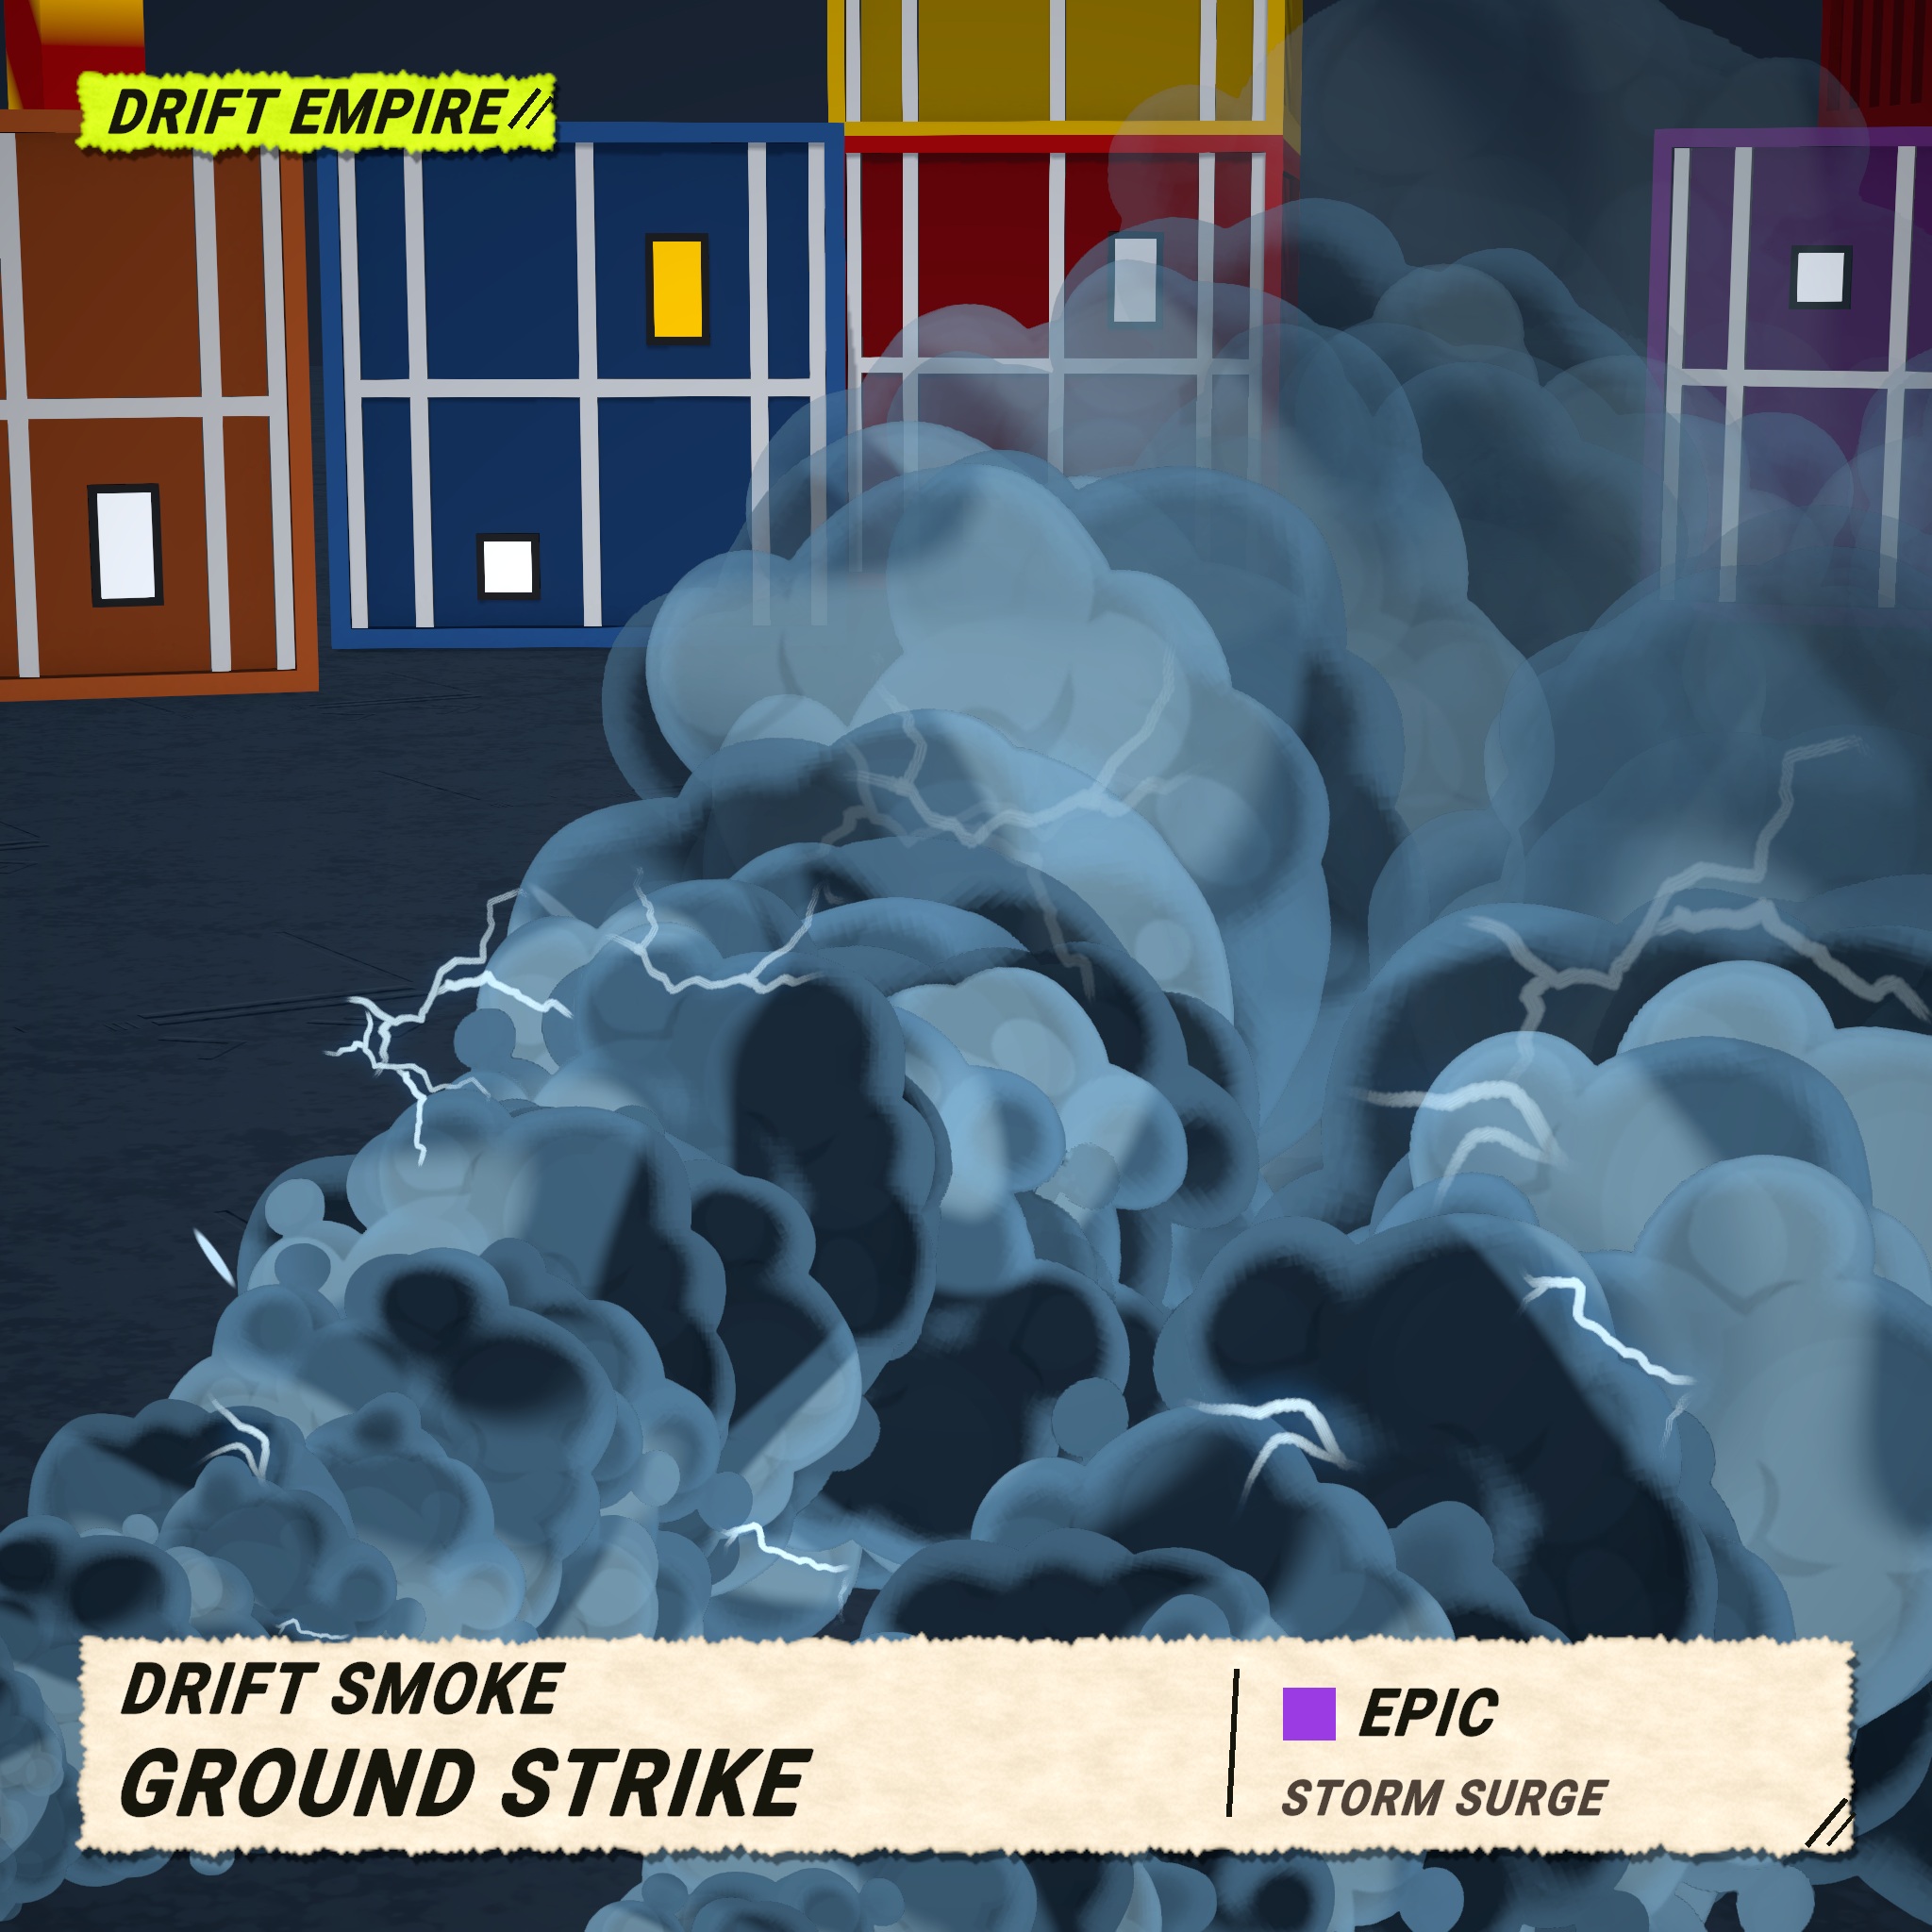 DRIFT EMPIRE//
DRIFT SMOKE
GROUND STRIKE
EPIC
STORM SURGE